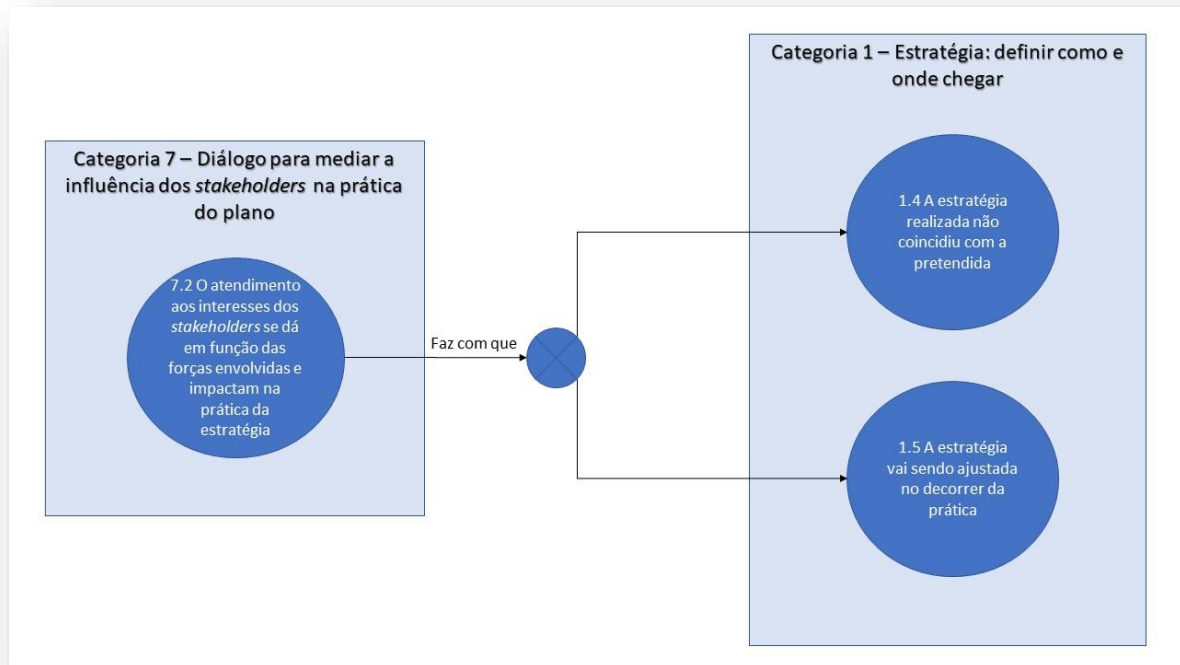 Categoria 7 – Diálogo para mediar a
influência dos stakeholders na prática
do plano
7.2 O atendimento
aos interesses dos
stakeholders se dá
em função das
forças envolvidas e
impactam na
prática da
estratégia
Faz com que
Categoria 1 – Estratégia: definir como e
onde chegar
1.4 A estratégia
realizada não
coincidiu com a
pretendida
1.5 A estratégia
vai sendo ajustada
no decorrer da
prática